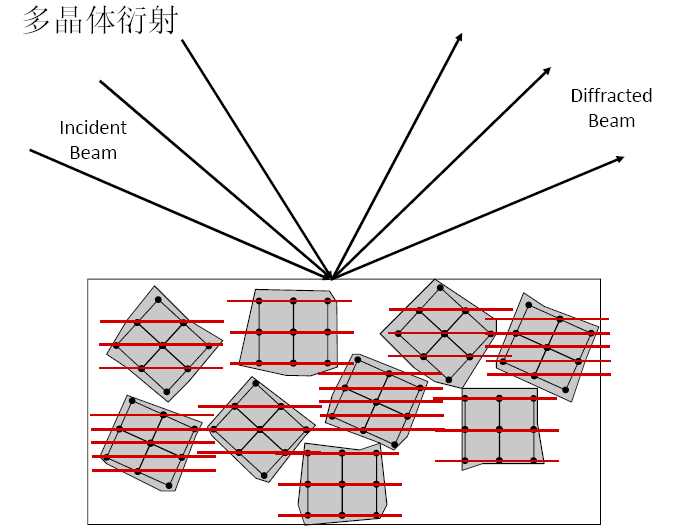 多晶体衍射
Incident
Beam
Diffracted
Beam